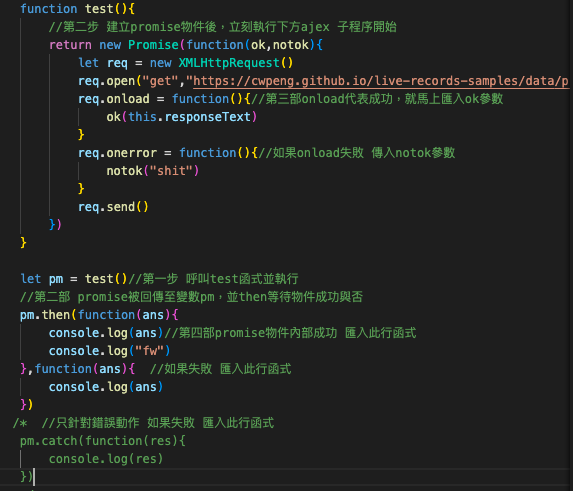 function test(){
//第二步 建立promise物件後，立刻執行下方ajex 子程序開始
return new Promise(function(ok,notok){
let req = new XMLHttpRequest()
req.open("get","https://cwpeng.github.io/live-records-samples/data/p
req.onload = function(){//第三部onload代表成功，就馬上匯入ok參數
ok(this.responseText)
}
req.onerror = function(){//如果onload失敗 傳入notok參數
notok("shit")
}
req.send()
})
}
let pm = test()//第一步 呼叫test函式並執行
//第二部 promise被回傳至變數pm，並then等待物件成功與否
pm.then(function(ans){
console.log(ans)//第四部promise物件內部成功 匯入此行函式
console.log("fw")
},function(ans){  //如果失敗 匯入此行函式
console.log(ans)
})
/*  //只針對錯誤動作 如果失敗 匯入此行函式
pm.catch(function(res){
console.log(res)
})